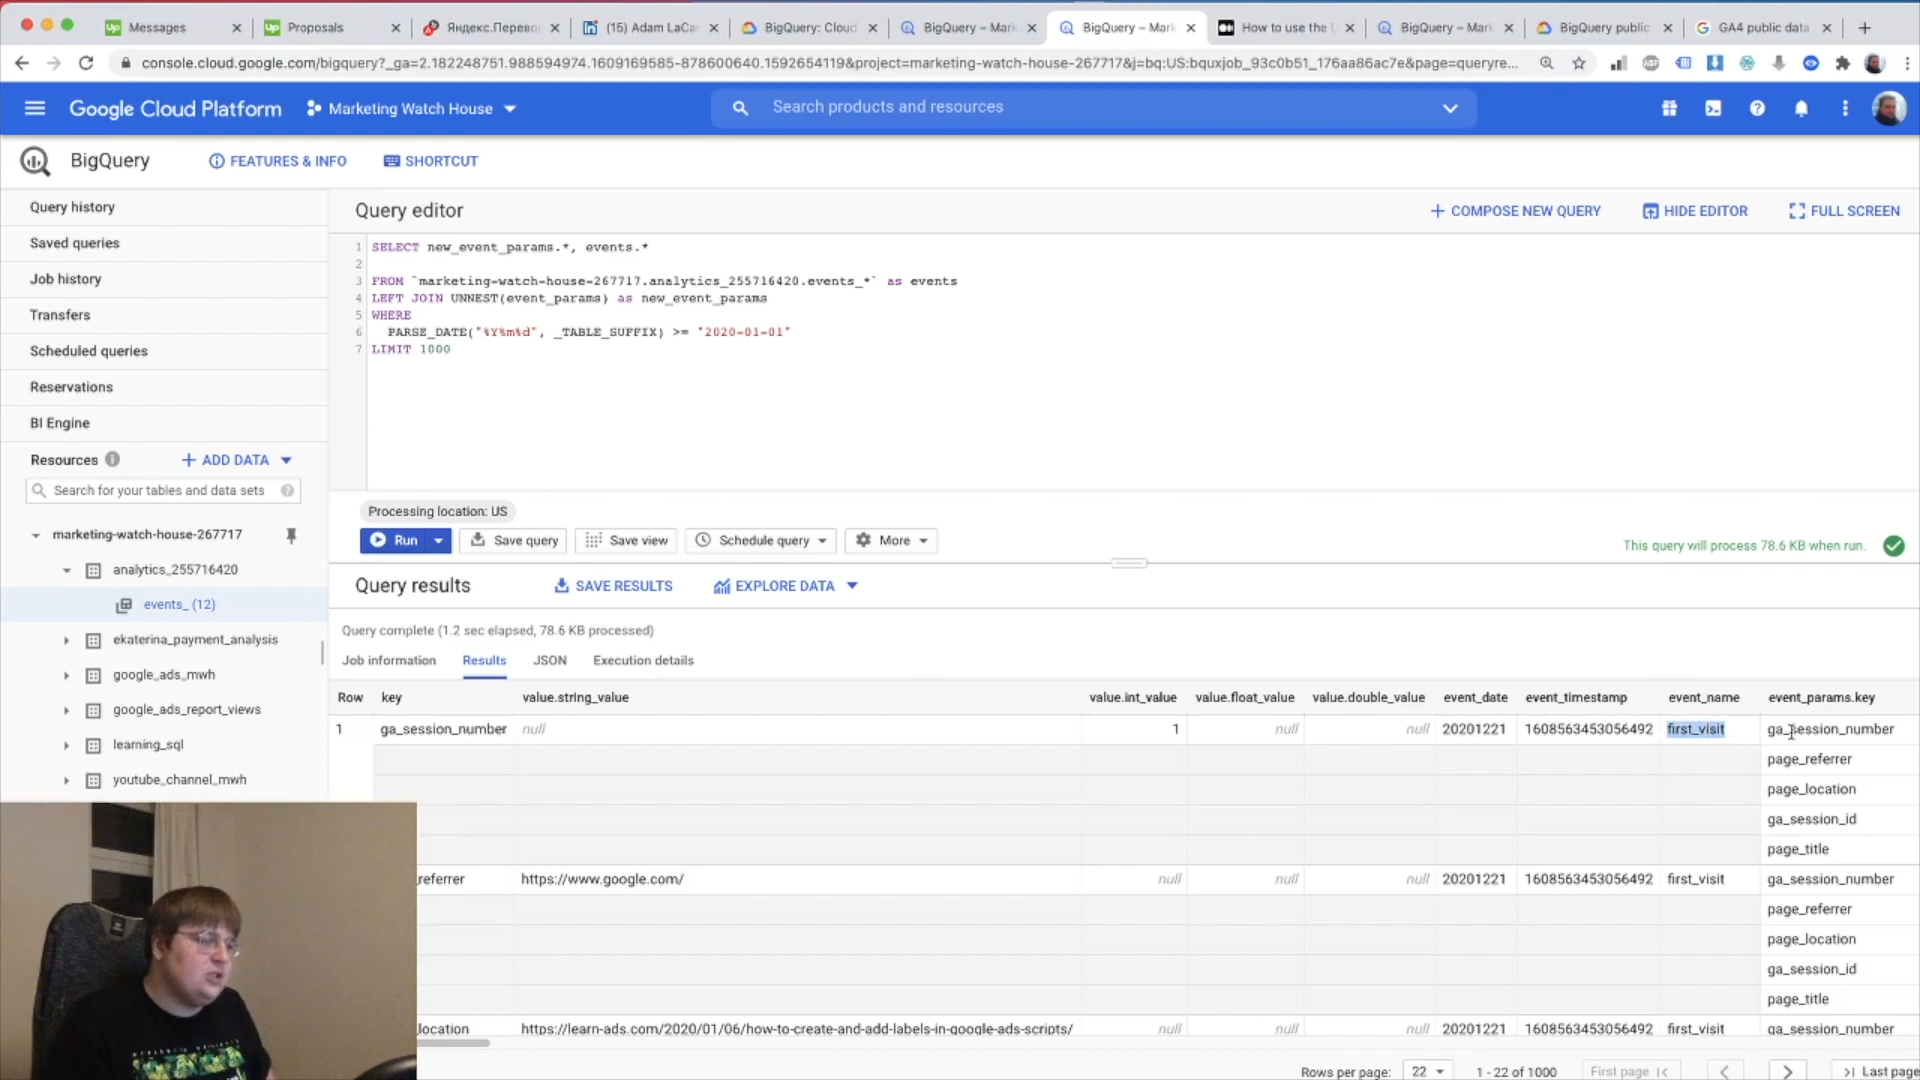 Messages
Proposals
Яндекс.Перево
(15) Adam LaCar
BigQuery: Cloud
BigQuery – Mark
BigQuery – Mark
How to use the
BigQuery – Mark
BigQuery public
GA4 public data
console.cloud.google.com/bigquery?_ga=2.182248751.988594974.1609169585-878600640.1592654119&project=marketing-watch-house-267717&j=bq:US:bquxjob_93c0b51_176aa86ac7e&page=queryre...
Google Cloud Platform
Marketing Watch House
Search products and resources
BigQuery
FEATURES & INFO
SHORTCUT
Query history
Saved queries
Job history
Transfers
Scheduled queries
Reservations
BI Engine
Resources
ADD DATA
Search for your tables and data sets
marketing-watch-house-267717
analytics_255716420
events_ (12)
ekaterina_payment_analysis
google_ads_mwh
google_ads_report_views
learning_sql
youtube_channel_mwh
Query editor
COMPOSE NEW QUERY
HIDE EDITOR
FULL SCREEN
1 SELECT new_event_params.*, events.*
2
3 FROM `marketing-watch-house-267717.analytics_255716420.events_*` as events
4 LEFT JOIN UNNEST(event_params) as new_event_params
5 WHERE
6 PARSE_DATE("%Y%m%d", _TABLE_SUFFIX) >= "2020-01-01"
7 LIMIT 1000
Processing location: US
Run
Save query
Save view
Schedule query
More
This query will process 78.6 KB when run.
Query results
SAVE RESULTS
EXPLORE DATA
Query complete (1.2 sec elapsed, 78.6 KB processed)
Job information
Results
JSON
Execution details
Row key value.string_value value.int_value value.float_value value.double_value event_date event_timestamp event_name event_params.key
1 ga_session_number null 1 null null 20201221 1608563453056492 first_visit ga_session_number
page_referrer
page_location
ga_session_id
page_title
_referrer https://www.google.com/ null null null 20201221 1608563453056492 first_visit ga_session_number
page_referrer
page_location
ga_session_id
page_title
location https://learn-ads.com/2020/01/06/how-to-create-and-add-labels-in-google-ads-scripts/ null null null 20201221 1608563453056492 first_visit ga_session_number
Rows per page: 22 1 - 22 of 1000 First page Last page